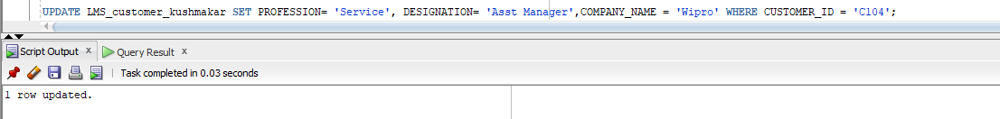 UPDATE LMS_customer_kushmakar SET PROFESSION= 'Service', DESIGNATION= 'Asst Manager',COMPANY_NAME = 'Wipro' WHERE CUSTOMER_ID = 'C104';
Script Output x Query Result x
Task completed in 0.03 seconds
1 row updated.